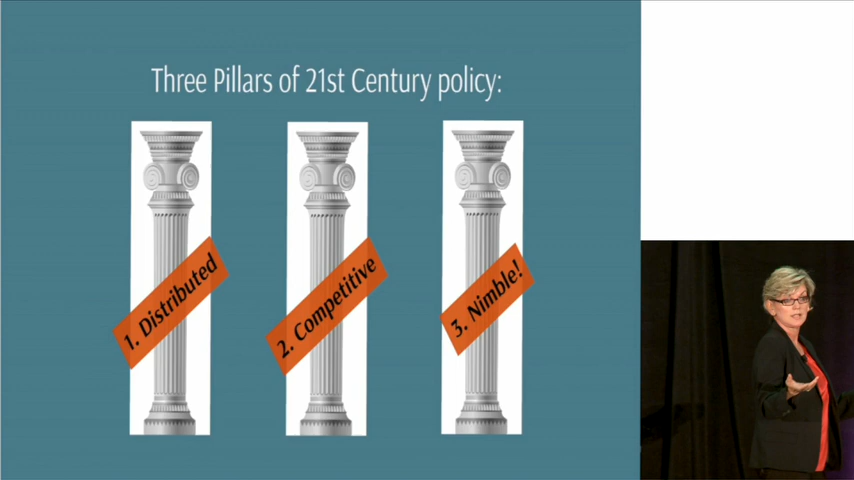 Three Pillars of 21st Century policy:
1. Distributed
2. Competitive
3. Nimble!